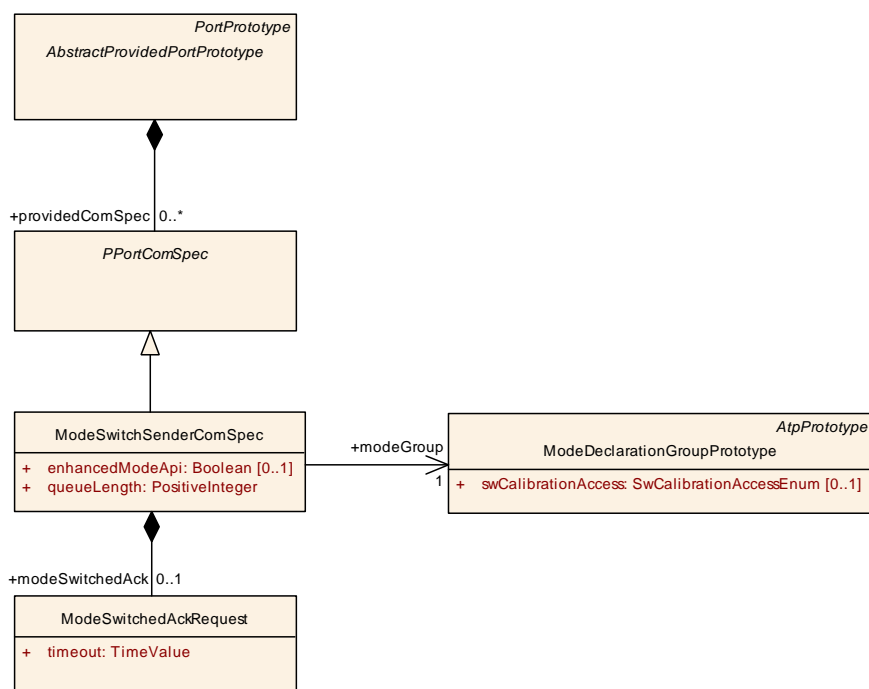 PortPrototype
AbstractProvidedPortPrototype
+providedComSpec 0..*
PPortComSpec
ModeSwitchSenderComSpec
+ enhancedModeApi: Boolean [0..1]
+ queueLength: PositiveInteger
+modeGroup
1
AtpPrototype
ModeDeclarationGroupPrototype
+ swCalibrationAccess: SwCalibrationAccessEnum [0..1]
+modeSwitchedAck 0..1
ModeSwitchedAckRequest
+ timeout: TimeValue